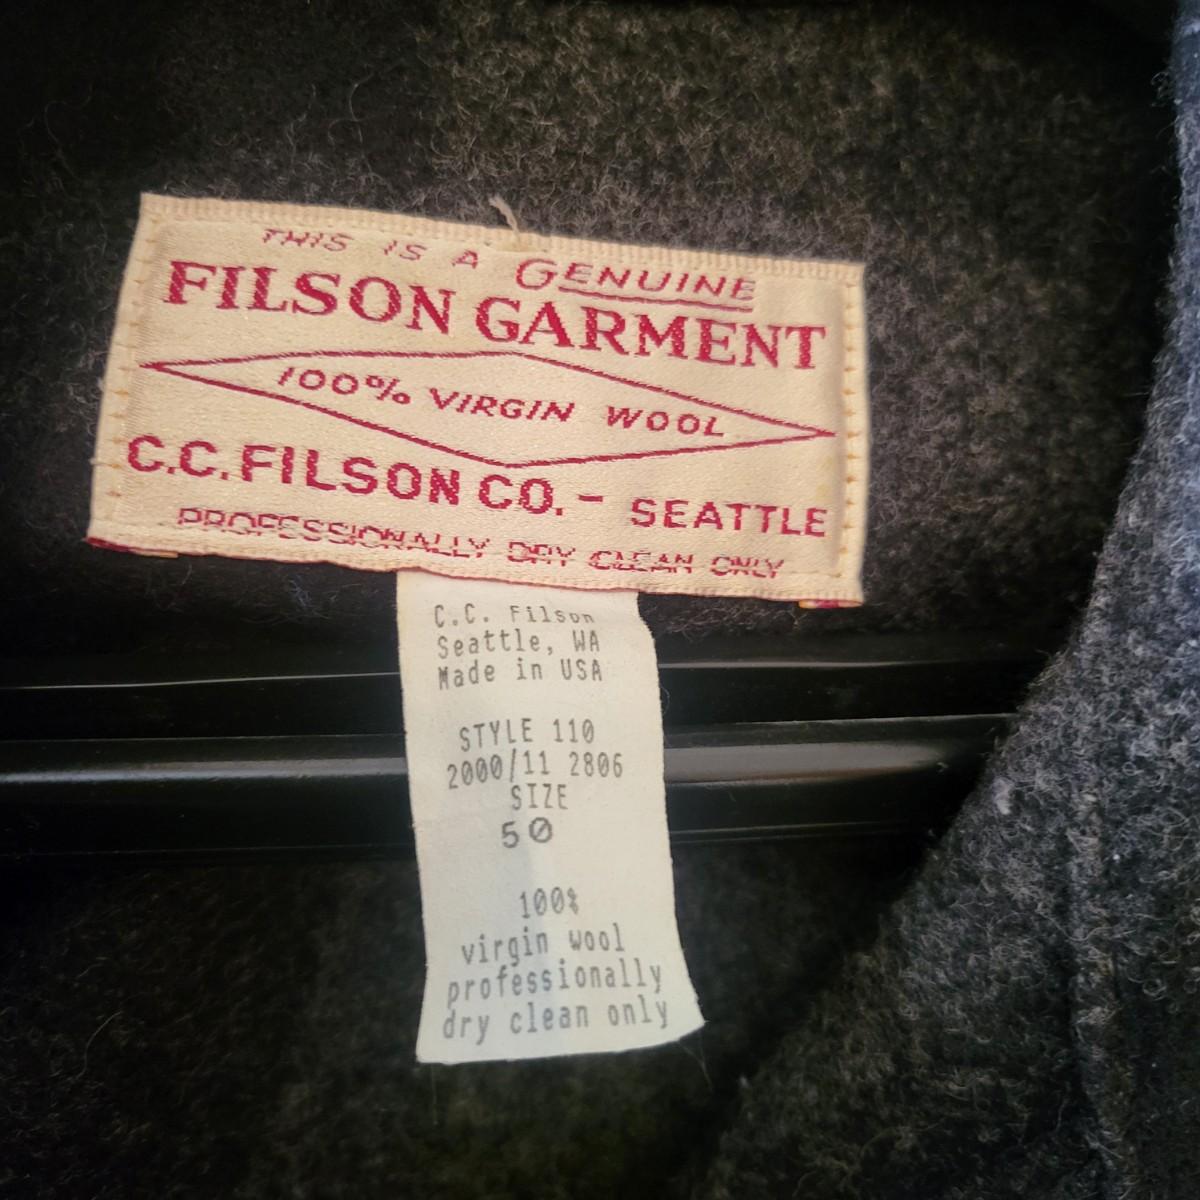 THIS IS A GENUINE
FILSON GARMENT
100% VIRGIN WOOL
C.C. FILSON CO. - SEATTLE
PROFESSIONALLY DRY CLEAN ONLY
C.C. Filson
Seattle, WA
Made in USA
STYLE 110
2000/11 2806
SIZE
50
100%
virgin wool
professionally
dry clean only